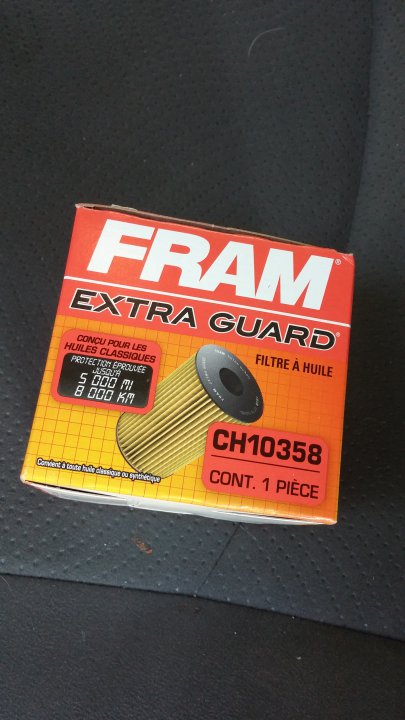 FRAM®
EXTRA GUARD®
CONÇU POUR LES
HUILES CLASSIQUES
PROTECTION ÉPROUVÉE
JUSQU'À
5 000 MI
8 000 KM
FILTRE À HUILE
CH10358
CONT. 1 PIÈCE
Convient à toute huile classique ou synthétique